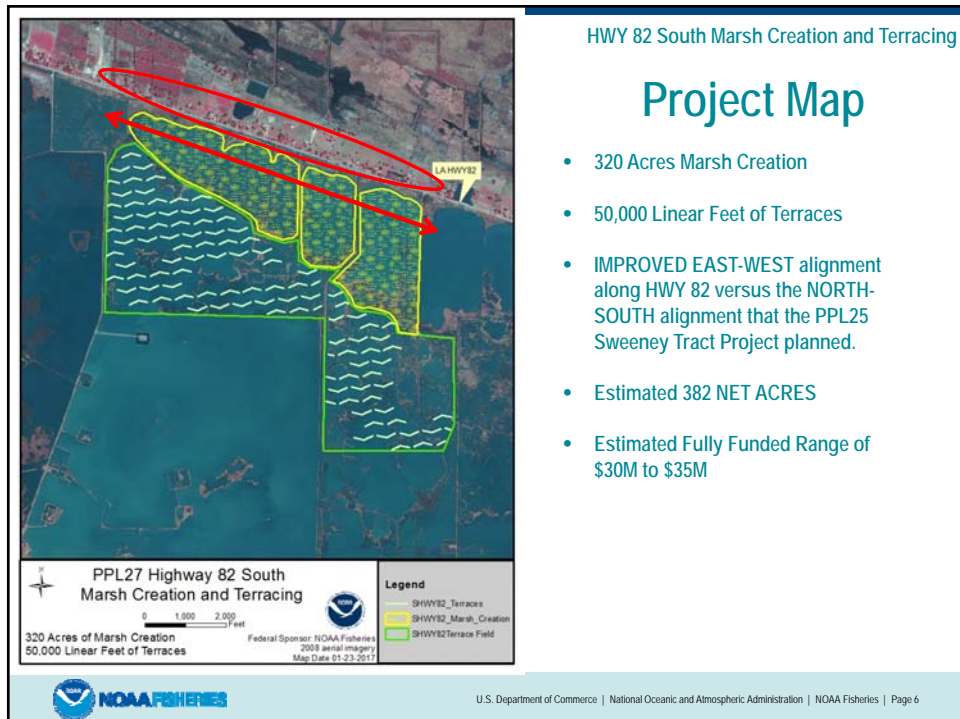 HWY 82 South Marsh Creation and Terracing
Project Map
• 320 Acres Marsh Creation
• 50,000 Linear Feet of Terraces
• IMPROVED EAST-WEST alignment
along HWY 82 versus the NORTH-
SOUTH alignment that the PPL25
Sweeney Tract Project planned.
• Estimated 382 NET ACRES
• Estimated Fully Funded Range of
$30M to $35M
LA HWY82
PPL27 Highway 82 South
Marsh Creation and Terracing
0 1,000 2,000
Feet
320 Acres of Marsh Creation
50,000 Linear Feet of Terraces
NOAA
Federal Sponsor: NOAA Fisheries
2008 aerial imagery
Map Date 01-23-2017
Legend
SHWY82_Terraces
SHWY82_Marsh_Creation
SHWY82Terrace Field
NOAA FISHERIES
U.S. Department of Commerce | National Oceanic and Atmospheric Administration | NOAA Fisheries | Page 6